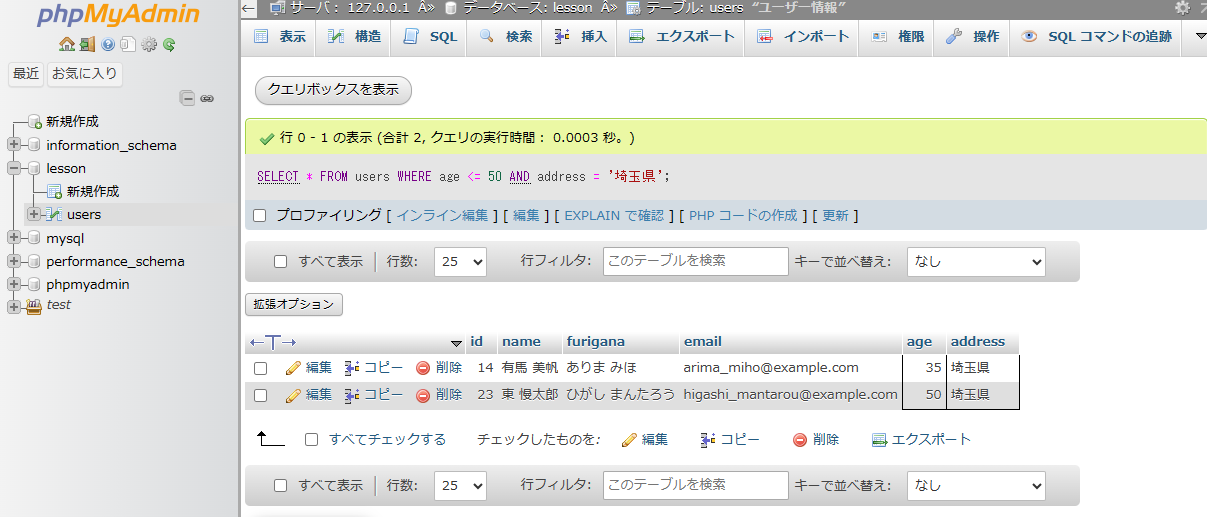 phpMyAdmin
最近 お気に入り
新規作成
information_schema
lesson
新規作成
users
mysql
performance_schema
phpmyadmin
test
サーバ: 127.0.0.1 Â» データベース: lesson Â» テーブル: users “ユーザー情報”
表示 構造 SQL 検索 挿入 エクスポート インポート 権限 操作 SQL コマンドの追跡
クエリボックスを表示
行 0 - 1 の表示 (合計 2, クエリの実行時間： 0.0003 秒。)
SELECT * FROM users WHERE age <= 50 AND address = '埼玉県';
プロファイリング [ インライン編集 ] [ 編集 ] [ EXPLAIN で確認 ] [ PHP コードの作成 ] [ 更新 ]
すべて表示 行数: 25 行フィルタ: このテーブルを検索 キーで並べ替え: なし
拡張オプション
←T→ id name furigana email age address
編集 コピー 削除 14 有馬 美帆 ありま みほ arima_miho@example.com 35 埼玉県
編集 コピー 削除 23 東 慢太郎 ひがし まんたろう higashi_mantarou@example.com 50 埼玉県
すべてチェックする チェックしたものを: 編集 コピー 削除 エクスポート
すべて表示 行数: 25 行フィルタ: このテーブルを検索 キーで並べ替え: なし